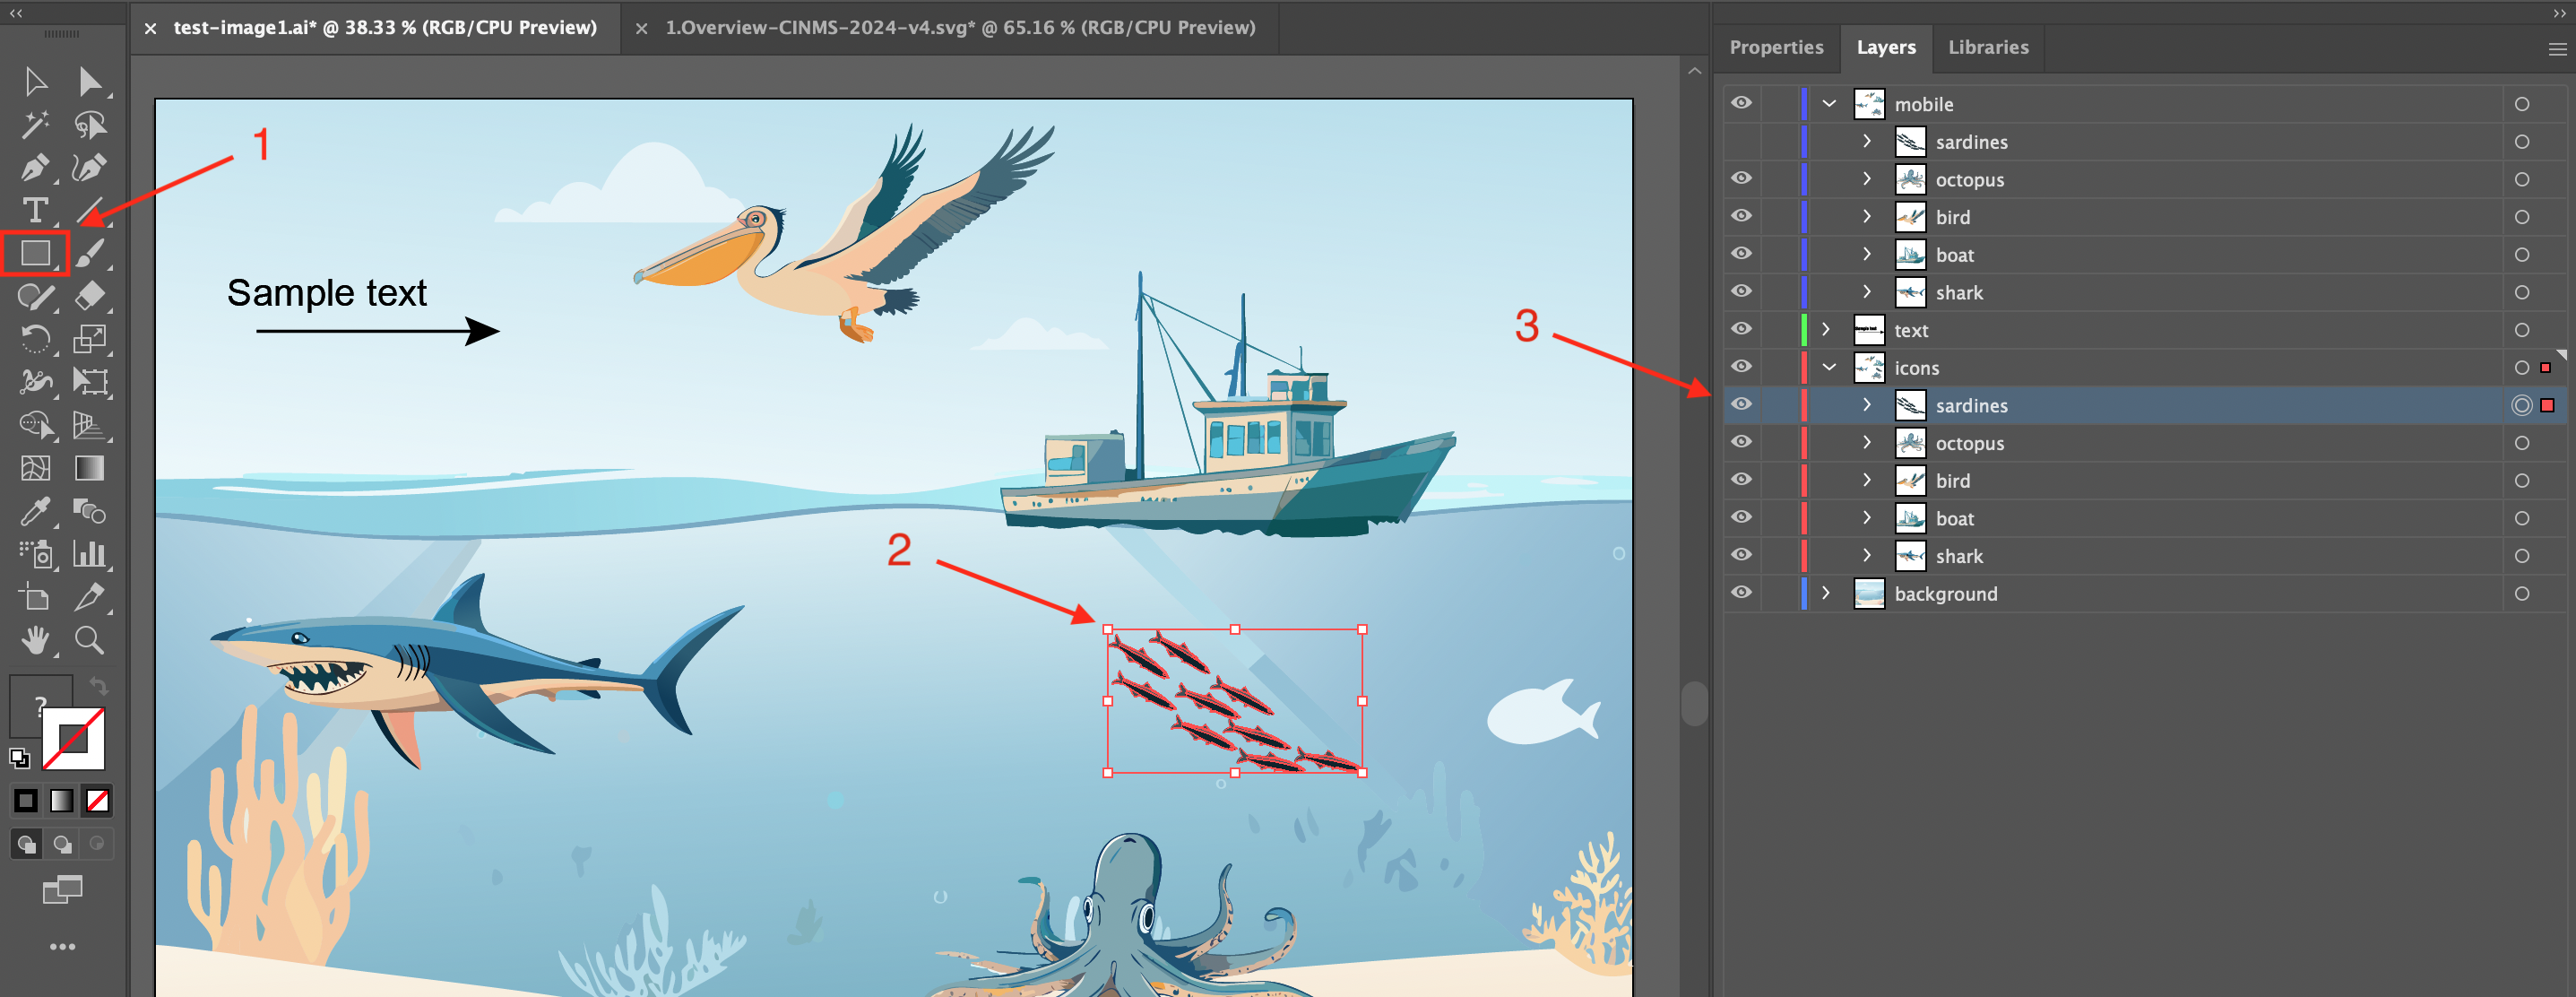 test-image1.ai* @ 38.33 % (RGB/CPU Preview)
1.Overview-CINMS-2024-v4.svg* @ 65.16 % (RGB/CPU Preview)
Properties
Layers
Libraries
1
Sample text
2
3
mobile
sardines
octopus
bird
boat
shark
text
icons
sardines
octopus
bird
boat
shark
background
T
?